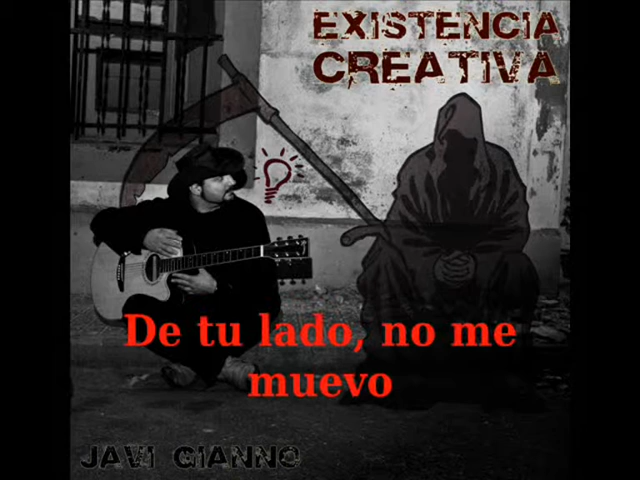 EXISTENCIA
CREATIVA
De tu lado, no me
muevo
JAVI GIANNO